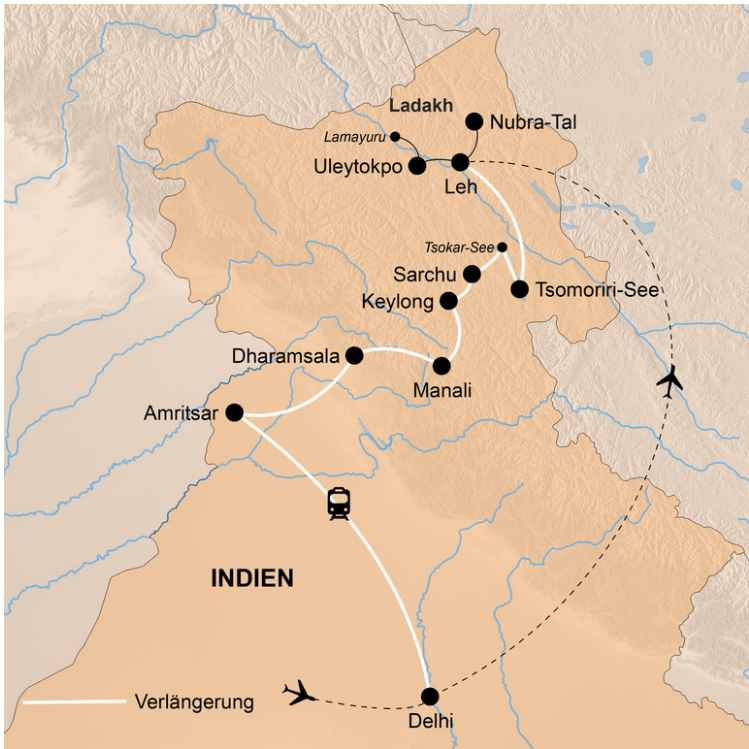 Ladakh
Nubra-Tal
Lamayuru
Uleytokpo
Leh
Tsokar-See
Sarchu
Tsomoriri-See
Keylong
Dharamsala
Manali
Amritsar
INDIEN
Verlängerung
Delhi